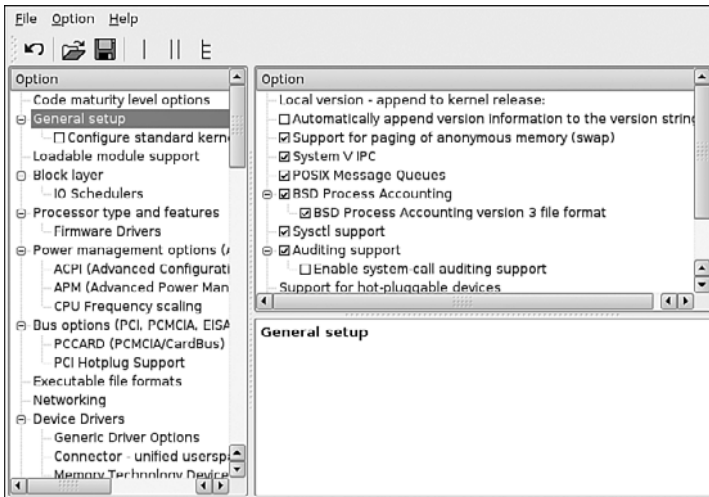 File Option Help
Option
Code maturity level options
General setup
Configure standard kern
Loadable module support
Block layer
IO Schedulers
Processor type and features
Firmware Drivers
Power management options (
ACPI (Advanced Configurati
APM (Advanced Power Man
CPU Frequency scaling
Bus options (PCI, PCMCIA, EISA
PCCARD (PCMCIA/CardBus)
PCI Hotplug Support
Executable file formats
Networking
Device Drivers
Generic Driver Options
Connector - unified usersp
Memory Technology Device
Option
Local version - append to kernel release:
Automatically append version information to the version string
Support for paging of anonymous memory (swap)
System V IPC
POSIX Message Queues
BSD Process Accounting
BSD Process Accounting version 3 file format
Sysctl support
Auditing support
Enable system-call auditing support
Support for hot-pluggable devices
General setup